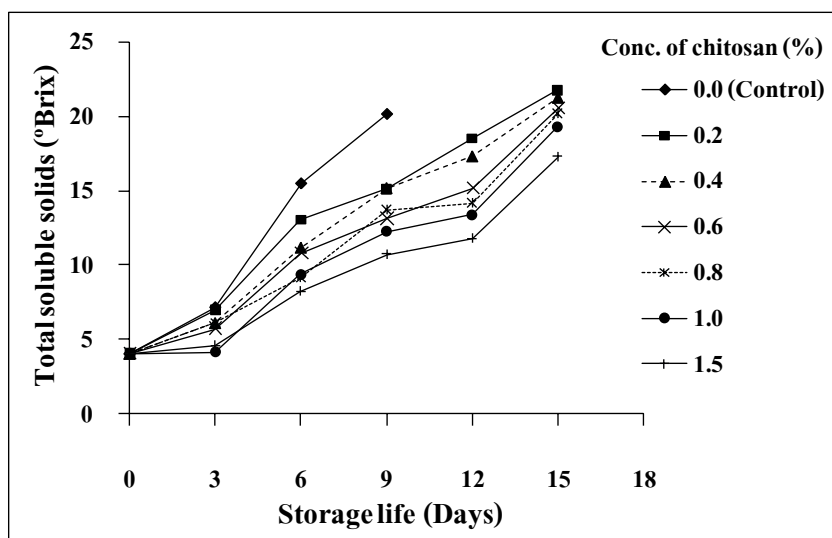 25
20
15
10
5
0
Total soluble solids (ºBrix)
0 3 6 9 12 15 18
Storage life (Days)
Conc. of chitosan (%)
0.0 (Control)
0.2
0.4
0.6
0.8
1.0
1.5